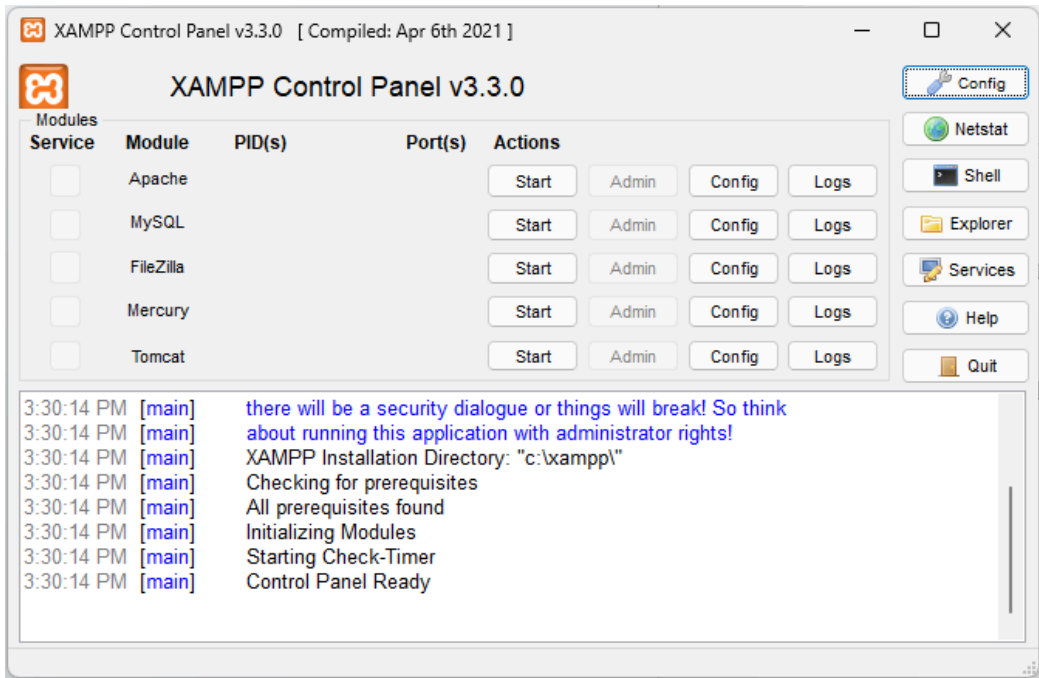 XAMPP Control Panel v3.3.0 [ Compiled: Apr 6th 2021 ]
XAMPP Control Panel v3.3.0
Config
Modules
Service Module PID(s) Port(s) Actions
Netstat
Apache Start Admin Config Logs
Shell
MySQL Start Admin Config Logs
Explorer
FileZilla Start Admin Config Logs
Services
Mercury Start Admin Config Logs
Help
Tomcat Start Admin Config Logs
Quit
3:30:14 PM [main] there will be a security dialogue or things will break! So think
3:30:14 PM [main] about running this application with administrator rights!
3:30:14 PM [main] XAMPP Installation Directory: "c:\xampp\"
3:30:14 PM [main] Checking for prerequisites
3:30:14 PM [main] All prerequisites found
3:30:14 PM [main] Initializing Modules
3:30:14 PM [main] Starting Check-Timer
3:30:14 PM [main] Control Panel Ready